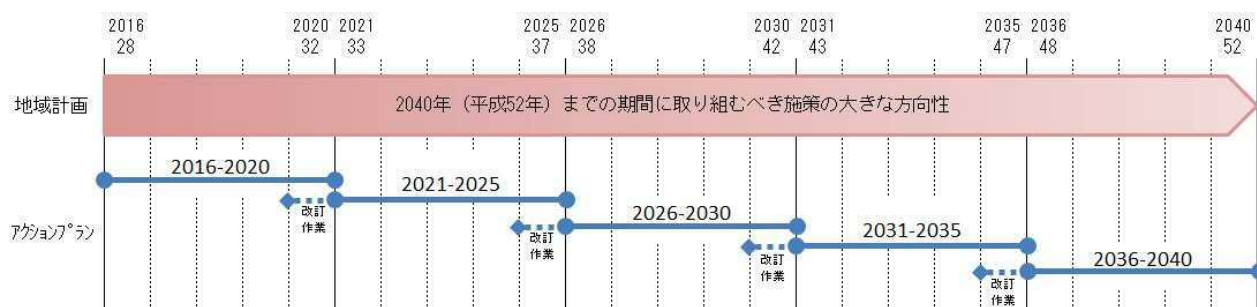 2016 2020 2021 2025 2026 2030 2031 2035 2036 2040
28 32 33 37 38 42 43 47 48 52
地域計画
2040年（平成52年）までの期間に取り組むべき施策の大きな方向性
アクションプラン
2016-2020
改訂
作業
2021-2025
改訂
作業
2026-2030
改訂
作業
2031-2035
改訂
作業
2036-2040